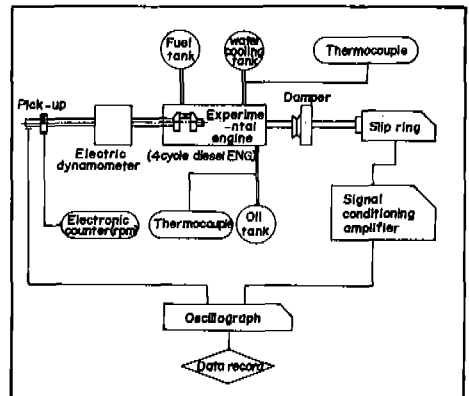 Fuel
tank
water
cooling
tank
Thermocouple
Pick-up
Damper
Experime
-ntal
engine
Slip ring
Electric
dynamometer
(4cycle diesel ENG)
Electronic
counter(rpm)
Thermocouple
Oil
tank
Signal
conditioning
amplifier
Oscillograph
Data record